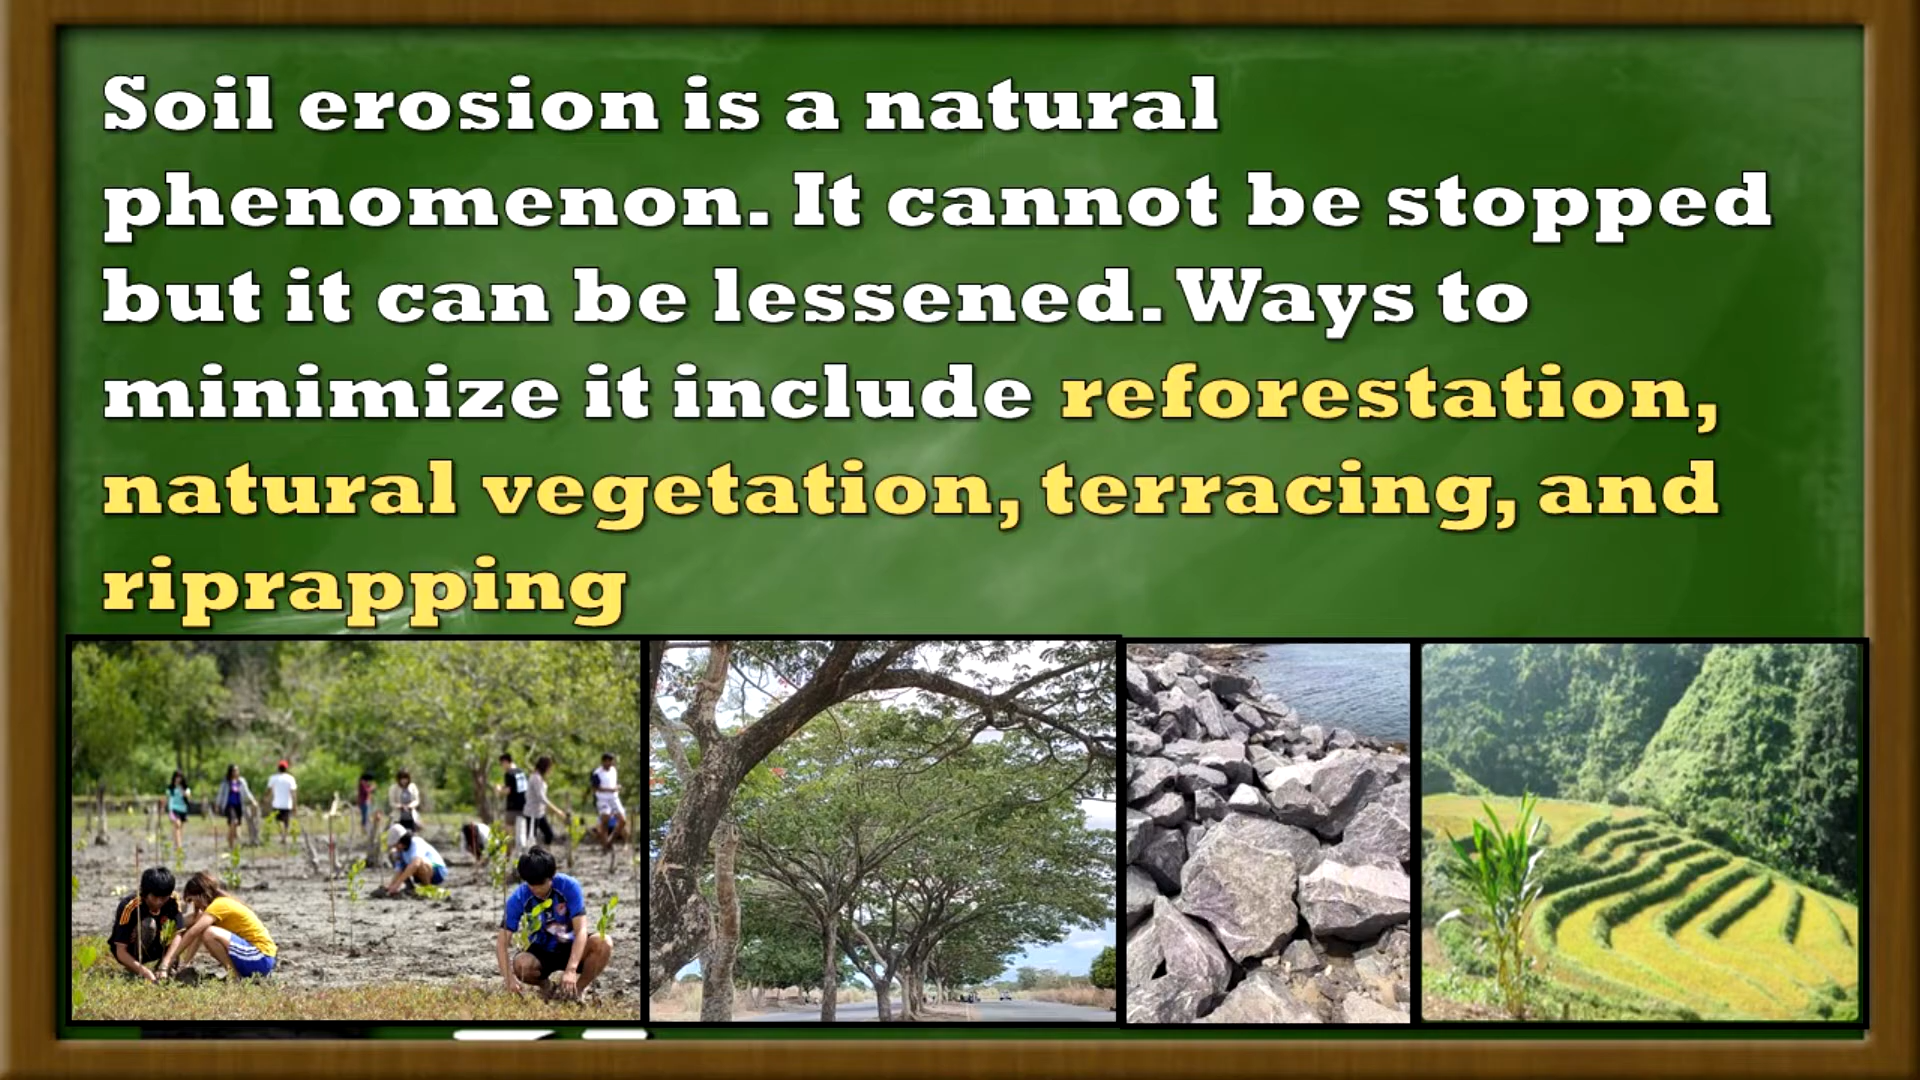 Soil erosion is a natural
phenomenon. It cannot be stopped
but it can be lessened. Ways to
minimize it include reforestation,
natural vegetation, terracing, and
riprapping